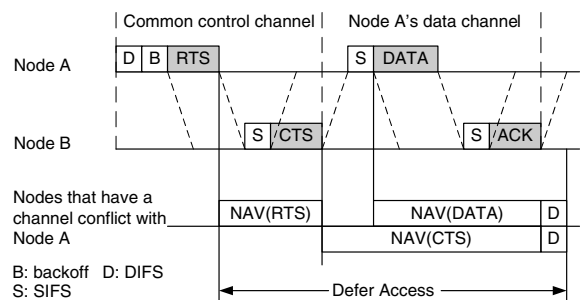 Common control channel Node A's data channel
Node A D B RTS S DATA
Node B S CTS S ACK
Nodes that have a
channel conflict with
Node A
NAV(RTS) NAV(DATA) D
NAV(CTS) D
B: backoff D: DIFS
S: SIFS
Defer Access